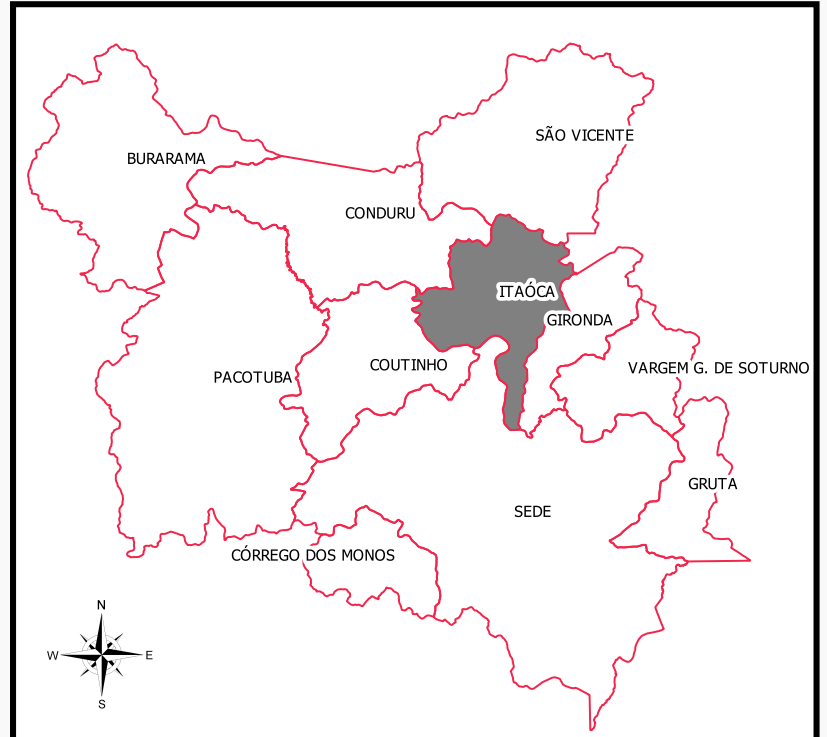 SÃO VICENTE
BURARAMA
CONDURU
ITAÓCA
GIRONDA
COUTINHO
VARGEM G. DE SOTURNO
PACOTUBA
GRUTA
SEDE
CÓRREGO DOS MONOS
N
W
E
S